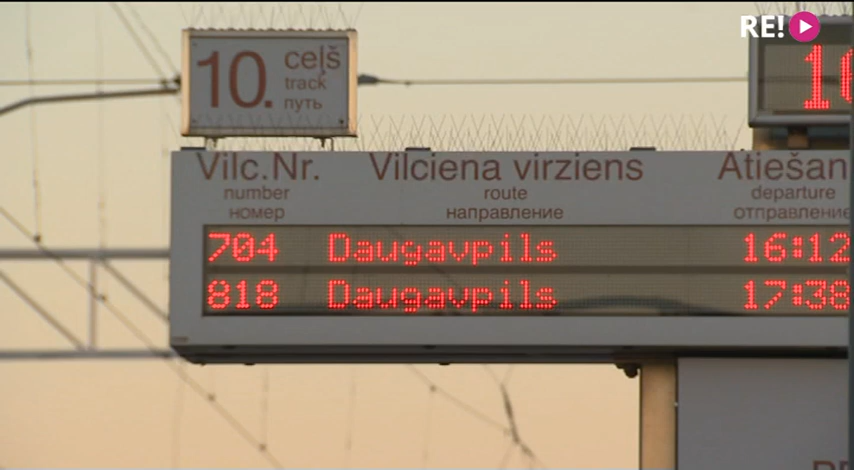 RE!
10. ceļš
track
путь
Vilc.Nr. Vilciena virziens
number route departure
номер направление
704 Daugavpils 16:12
818 Daugavpils 17:38